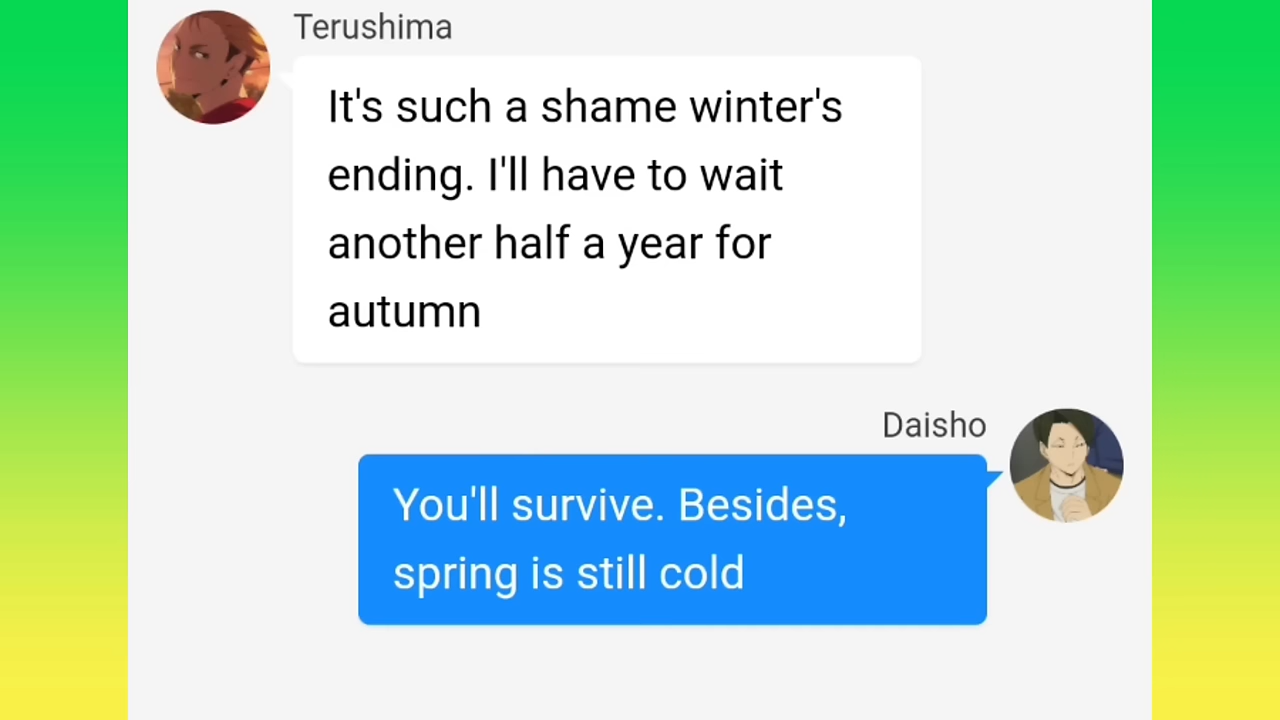 Terushima
It's such a shame winter's
ending. I'll have to wait
another half a year for
autumn
Daisho
You'll survive. Besides,
spring is still cold